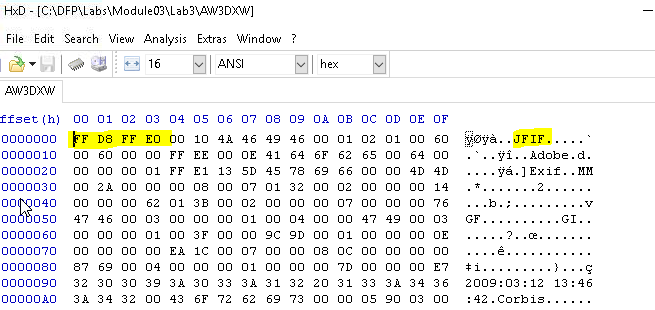 HxD - [C:\DFP\Labs\Module03\Lab3\AW3DXW]
File Edit Search View Analysis Extras Window ?
16 ANSI hex
AW3DXW
ffset(h) 00 01 02 03 04 05 06 07 08 09 0A 0B 0C 0D 0E 0F
0000000 FF D8 FF E0 00 10 4A 46 49 46 00 01 02 01 00 60 ÿØÿà..JFIF.....`
0000010 00 60 00 00 FF EE 00 0E 41 64 6F 62 65 00 64 00 .`..ÿî..Adobe.d.
0000020 00 00 00 01 FF E1 13 5D 45 78 69 66 00 00 4D 4D ....ÿá.]Exif..MM
0000030 00 2A 00 00 00 08 00 07 01 32 00 02 00 00 00 14 .*.......2......
0000040 00 00 00 62 01 3B 00 02 00 00 00 07 00 00 00 76 ...b.;.........v
0000050 47 46 00 03 00 00 00 01 00 04 00 00 47 49 00 03 GF..........GI..
0000060 00 00 00 01 00 3F 00 00 9C 9D 00 01 00 00 00 0E .....?..œ.......
0000070 00 00 00 00 EA 1C 00 07 00 00 08 0C 00 00 00 00 ....ê...........
0000080 87 69 00 04 00 00 00 01 00 00 00 7D 00 00 00 E7 ‡i.........}...ç
0000090 32 30 30 39 3A 30 33 3A 31 32 20 31 33 3A 34 36 2009:03:12 13:46
00000A0 3A 34 32 00 43 6F 72 62 69 73 00 00 05 90 03 00 :42.Corbis......